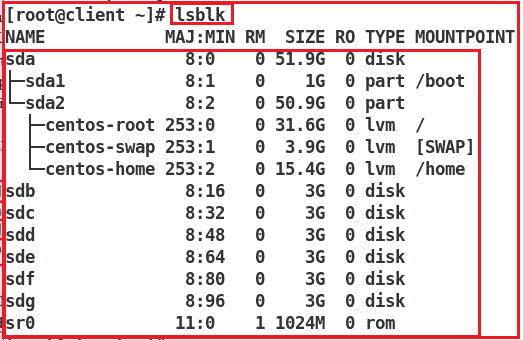 [root@client ~]# lsblk
NAME            MAJ:MIN RM  SIZE RO TYPE MOUNTPOINT
sda               8:0    0 51.9G  0 disk
├─sda1            8:1    0    1G  0 part /boot
└─sda2            8:2    0 50.9G  0 part
  ├─centos-root 253:0    0 31.6G  0 lvm  /
  ├─centos-swap 253:1    0  3.9G  0 lvm  [SWAP]
  └─centos-home 253:2    0 15.4G  0 lvm  /home
sdb               8:16   0    3G  0 disk
sdc               8:32   0    3G  0 disk
sdd               8:48   0    3G  0 disk
sde               8:64   0    3G  0 disk
sdf               8:80   0    3G  0 disk
sdg               8:96   0    3G  0 disk
sr0              11:0    1 1024M  0 rom